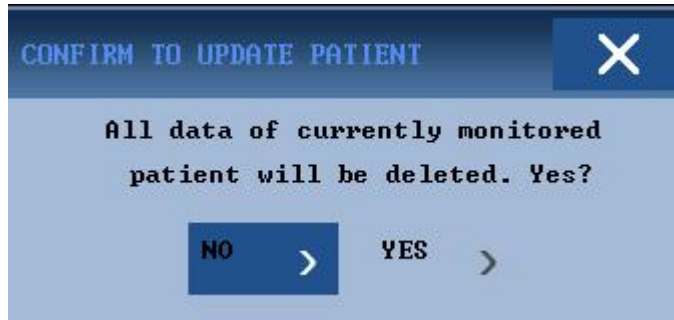 CONFIRM TO UPDATE PATIENT
All data of currently monitored
patient will be deleted. Yes?
NO
YES